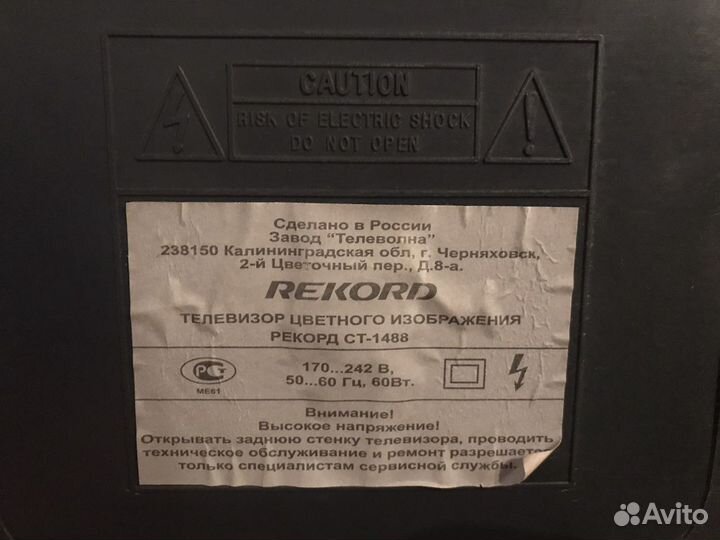 CAUTION
RISK OF ELECTRIC SHOCK
DO NOT OPEN
Сделано в России
Завод "Телеволна"
238150 Калининградская обл, г. Черняховск,
2-й Цветочный пер., Д.8-а.
REKORD
ТЕЛЕВИЗОР ЦВЕТНОГО ИЗОБРАЖЕНИЯ
РЕКОРД СТ-1488
РСТ
МЕ61
170...242 В,
50...60 Гц, 60Вт.
Внимание!
Высокое напряжение!
Открывать заднюю стенку телевизора, проводить
техническое обслуживание и ремонт разрешается
только специалистам сервисной службы.
Avito